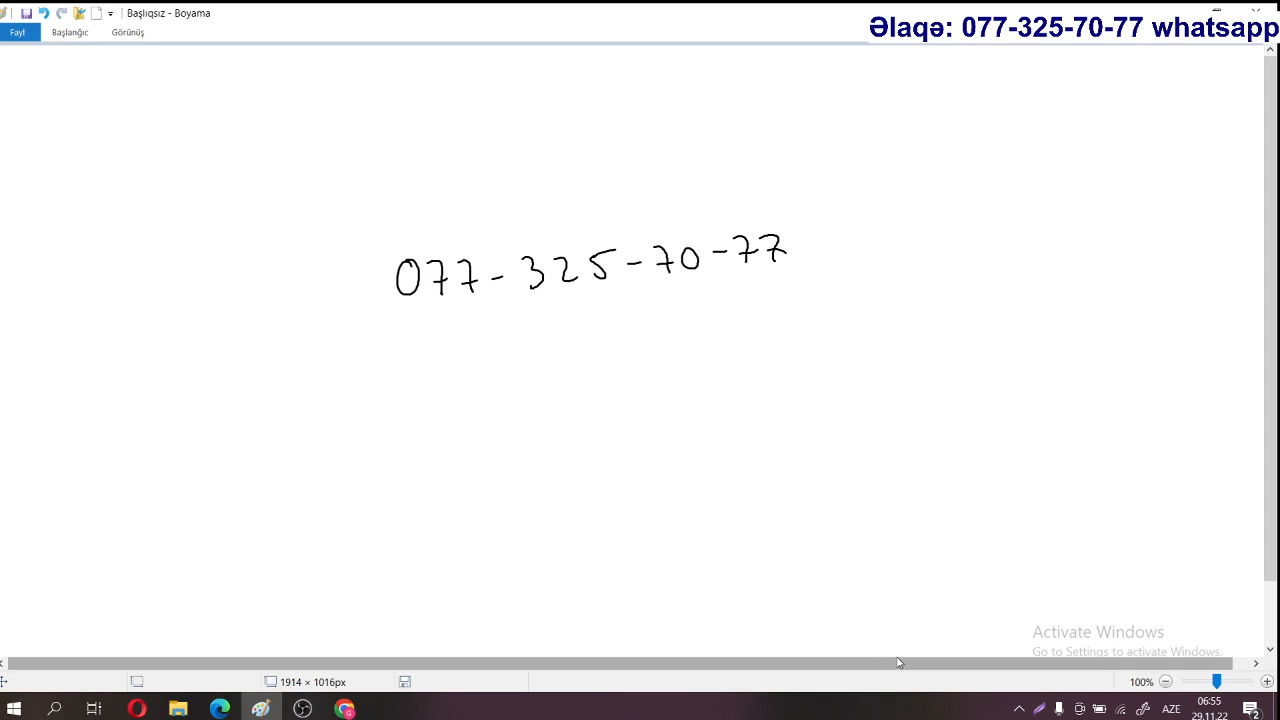 Başlıqsız - Boyama
Əlaqə: 077-325-70-77 whatsapp
Fayl Başlanğıc Görünüş
077-325-70-77
Activate Windows
Go to Settings to activate Windows.
1914 × 1016px 100%
AZE 06:55
29.11.22 2